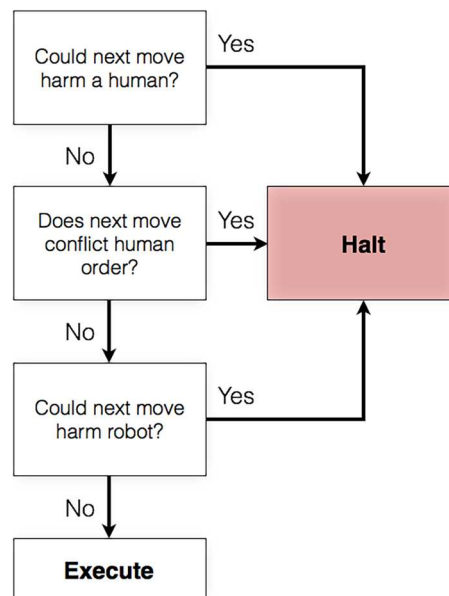 Could next move
harm a human?
Yes
No
Does next move
conflict human
order?
Yes
Halt
No
Could next move
harm robot?
Yes
No
Execute